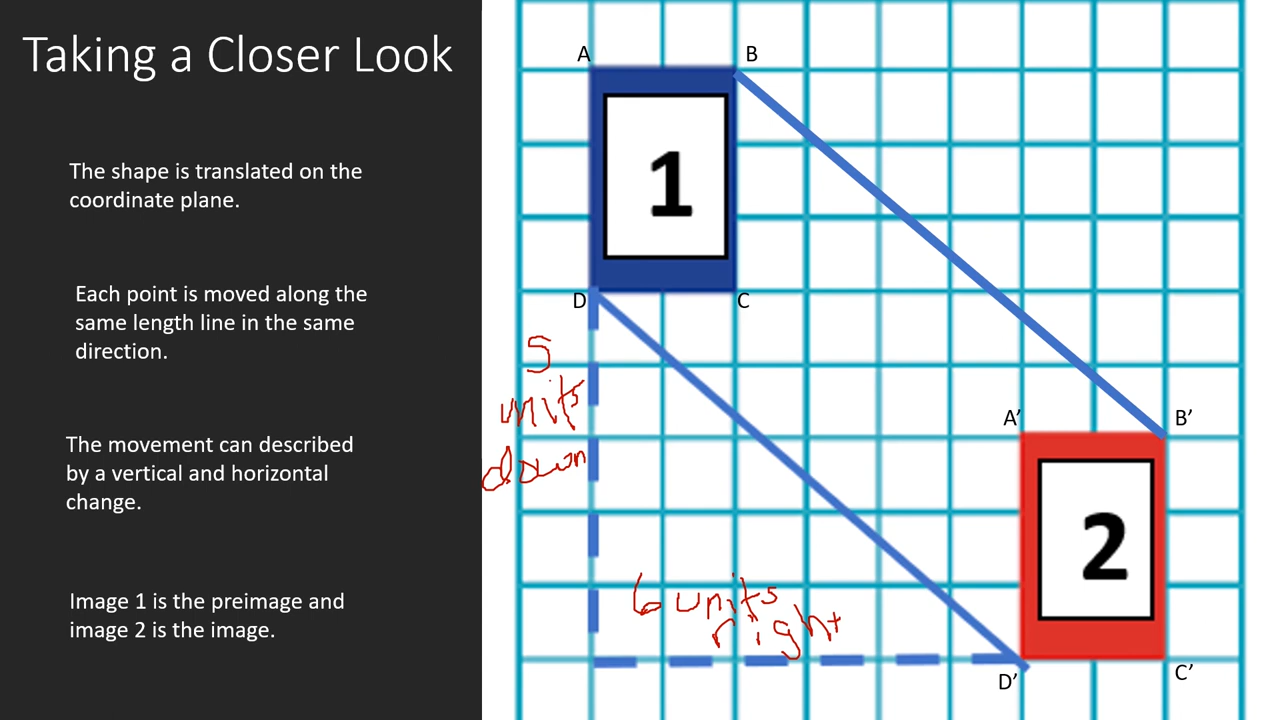 Taking a Closer Look
The shape is translated on the
coordinate plane.
Each point is moved along the
same length line in the same
direction.
The movement can described
by a vertical and horizontal
change.
Image 1 is the preimage and
image 2 is the image.
A
B
1
D
C
5
units
down
A’
B’
2
6 units
right
D’
C’